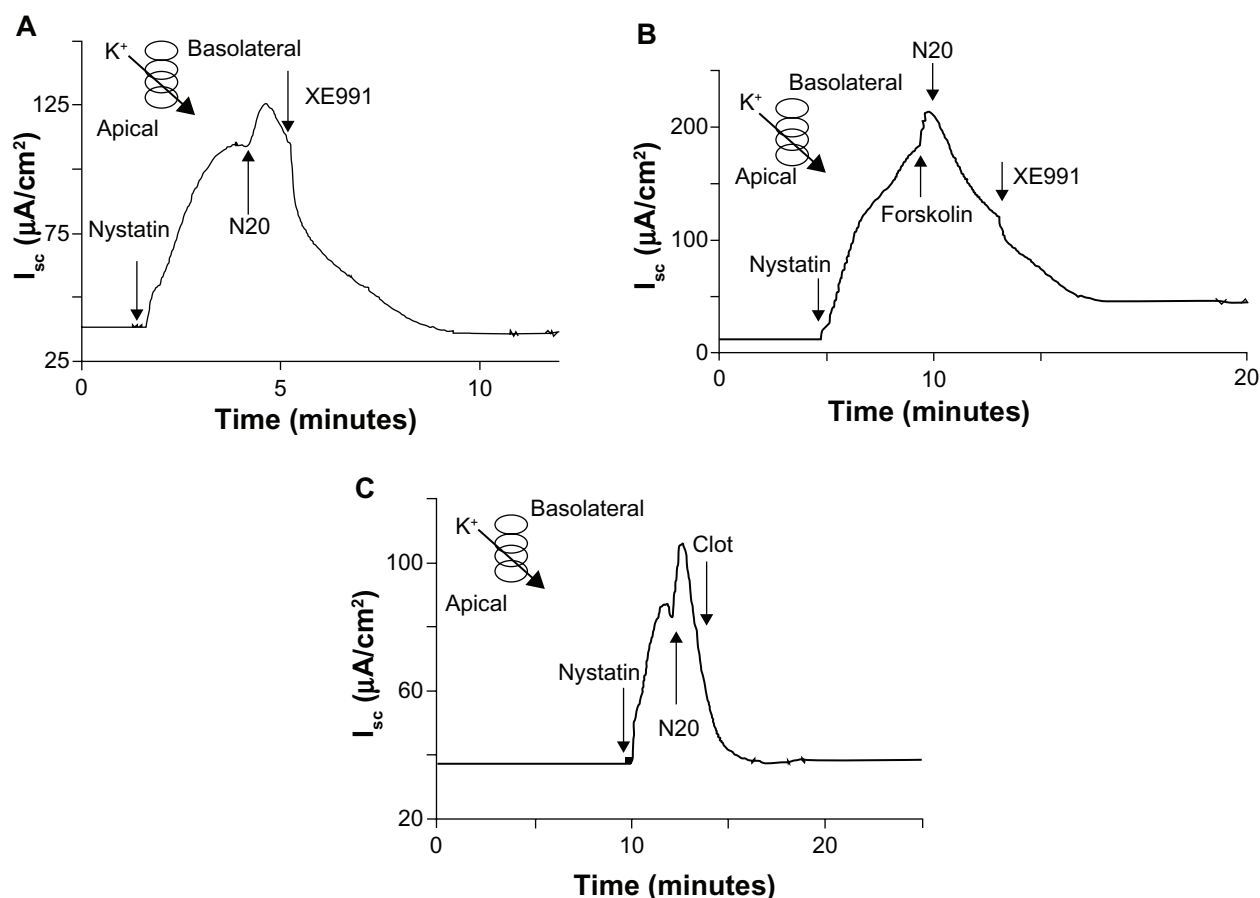 A
K⁺
Basolateral
Apical
XE991
Nystatin
N20
Isc (µA/cm²)
125
75
25
0
5
10
Time (minutes)
B
N20
Basolateral
K⁺
Apical
XE991
Forskolin
Nystatin
Isc (µA/cm²)
200
100
0
0
10
20
Time (minutes)
C
Basolateral
K⁺
Clot
Apical
Nystatin
N20
Isc (µA/cm²)
100
60
20
0
10
20
Time (minutes)